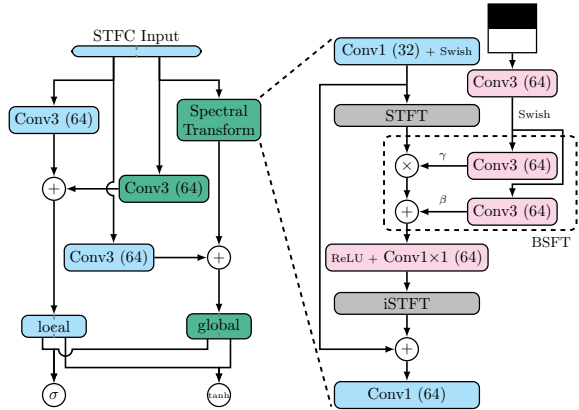 STFC Input
Conv3 (64)
Spectral
Transform
+
Conv3 (64)
Conv3 (64)
+
local
global
σ
tanh
Conv1 (32) + Swish
Conv3 (64)
STFT
Swish
×
γ
Conv3 (64)
+
β
Conv3 (64)
BSFT
ReLU + Conv1×1 (64)
iSTFT
+
Conv1 (64)